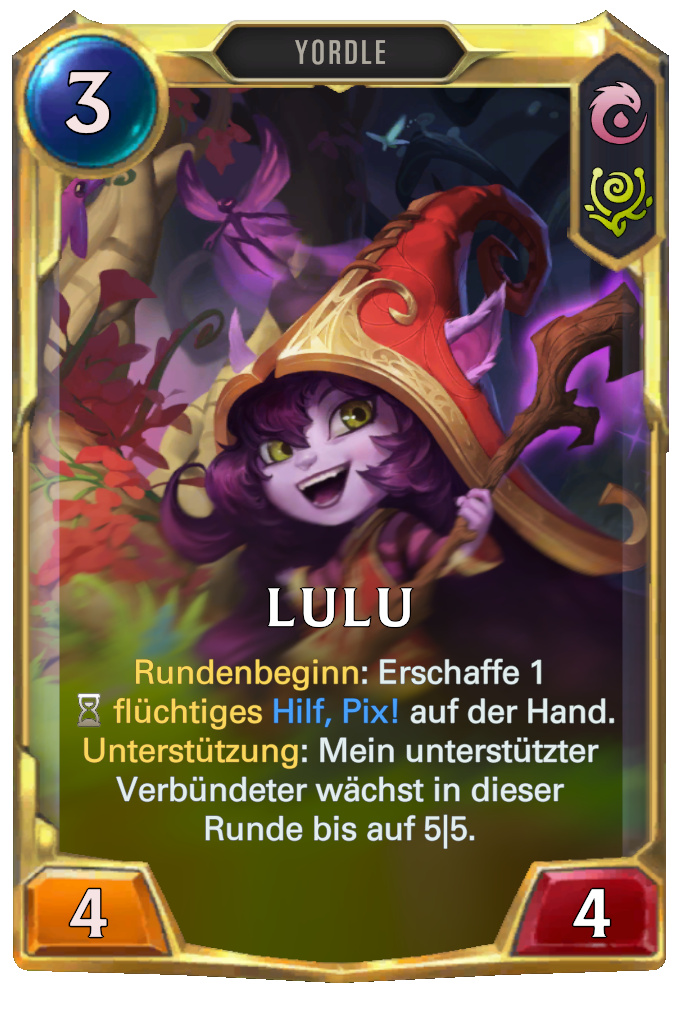 YORDLE
3
LULU
Rundenbeginn: Erschaffe 1
flüchtiges Hilf, Pix! auf der Hand.
Unterstützung: Mein unterstützter
Verbündeter wächst in dieser
Runde bis auf 5|5.
4
4